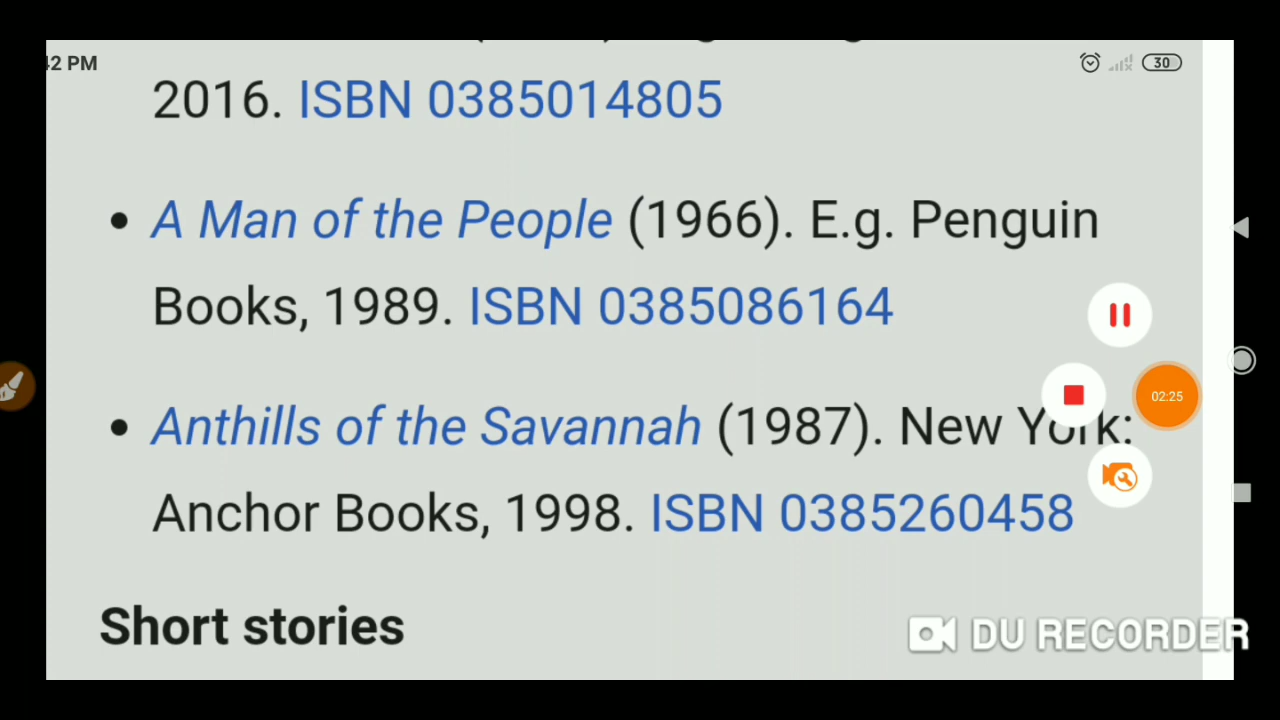 42 PM
30
2016. ISBN 0385014805
A Man of the People (1966). E.g. Penguin
Books, 1989. ISBN 0385086164
02:25
Anthills of the Savannah (1987). New York:
Anchor Books, 1998. ISBN 0385260458
Short stories
DU RECORDER